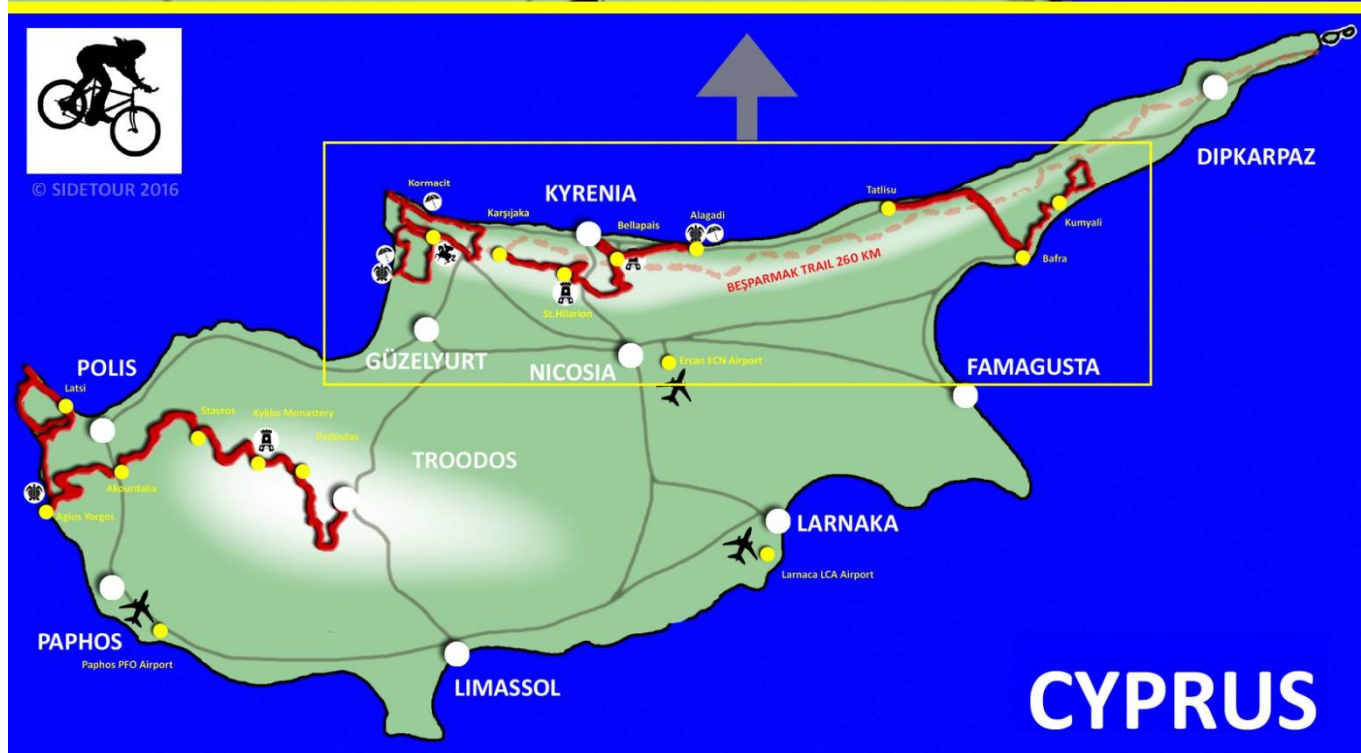 © SIDETOUR 2016
DIPKARPAZ
Kormacit
KYRENIA
Tatlisu
Karşıjaka
Bellapais
Alagadi
Kumyali
Bafra
BEŞPARMAK TRAIL 260 KM
St.Hilarion
GÜZELYURT
NICOSIA
Ercan ECN Airport
FAMAGUSTA
POLIS
Latsi
Stavros
Kykko Monastery
Pedoulas
TROODOS
Akourdalia
Agios Yorgos
LARNAKA
Larnaca LCA Airport
PAPHOS
Paphos PFO Airport
LIMASSOL
CYPRUS